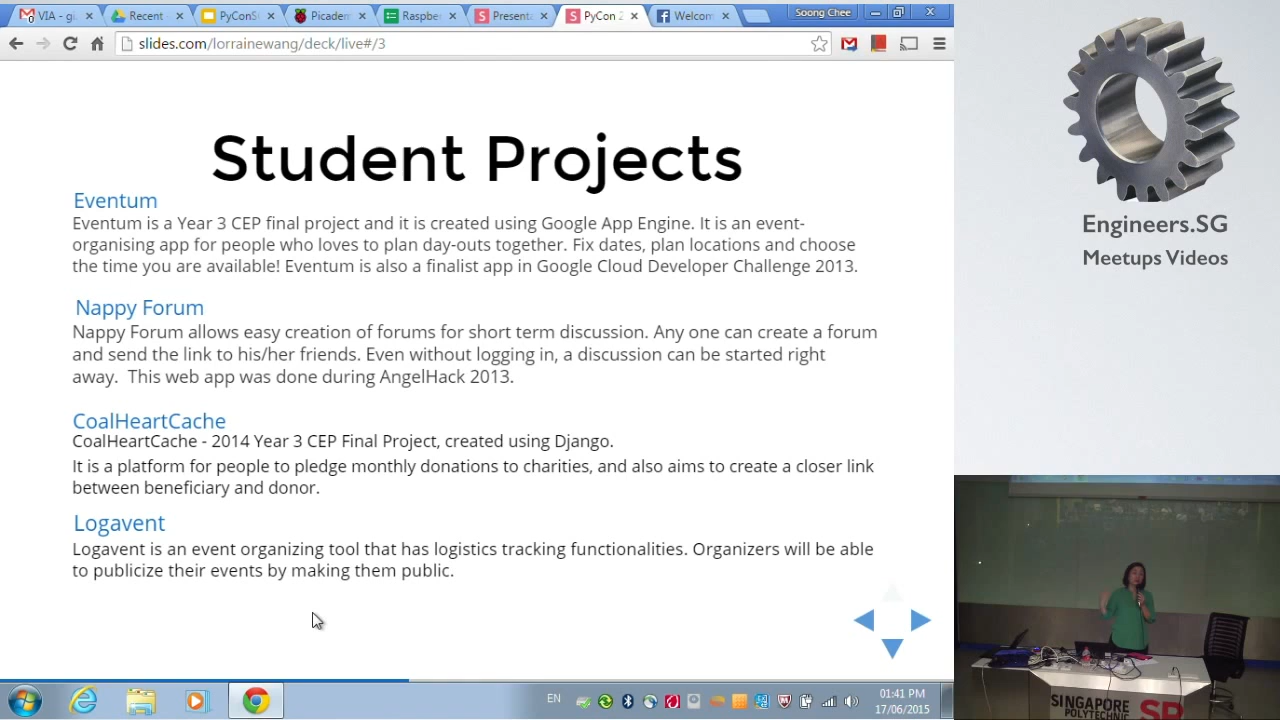 VIA - g
Recent -
PyConS
Picadem
Raspbe
Presenta
PyCon 2
Welcom
Soong Chee
slides.com/lorrainewang/deck/live#/3
Student Projects
Eventum
Eventum is a Year 3 CEP final project and it is created using Google App Engine. It is an event-
organising app for people who loves to plan day-outs together. Fix dates, plan locations and choose
the time you are available! Eventum is also a finalist app in Google Cloud Developer Challenge 2013.
Nappy Forum
Nappy Forum allows easy creation of forums for short term discussion. Any one can create a forum
and send the link to his/her friends. Even without logging in, a discussion can be started right
away.  This web app was done during AngelHack 2013.
CoalHeartCache
CoalHeartCache - 2014 Year 3 CEP Final Project, created using Django.
It is a platform for people to pledge monthly donations to charities, and also aims to create a closer link
between beneficiary and donor.
Logavent
Logavent is an event organizing tool that has logistics tracking functionalities. Organizers will be able
to publicize their events by making them public.
EN
01:41 PM
17/06/2015
Engineers.SG
Meetups Videos
SINGAPORE
POLYTECHNIC
SP